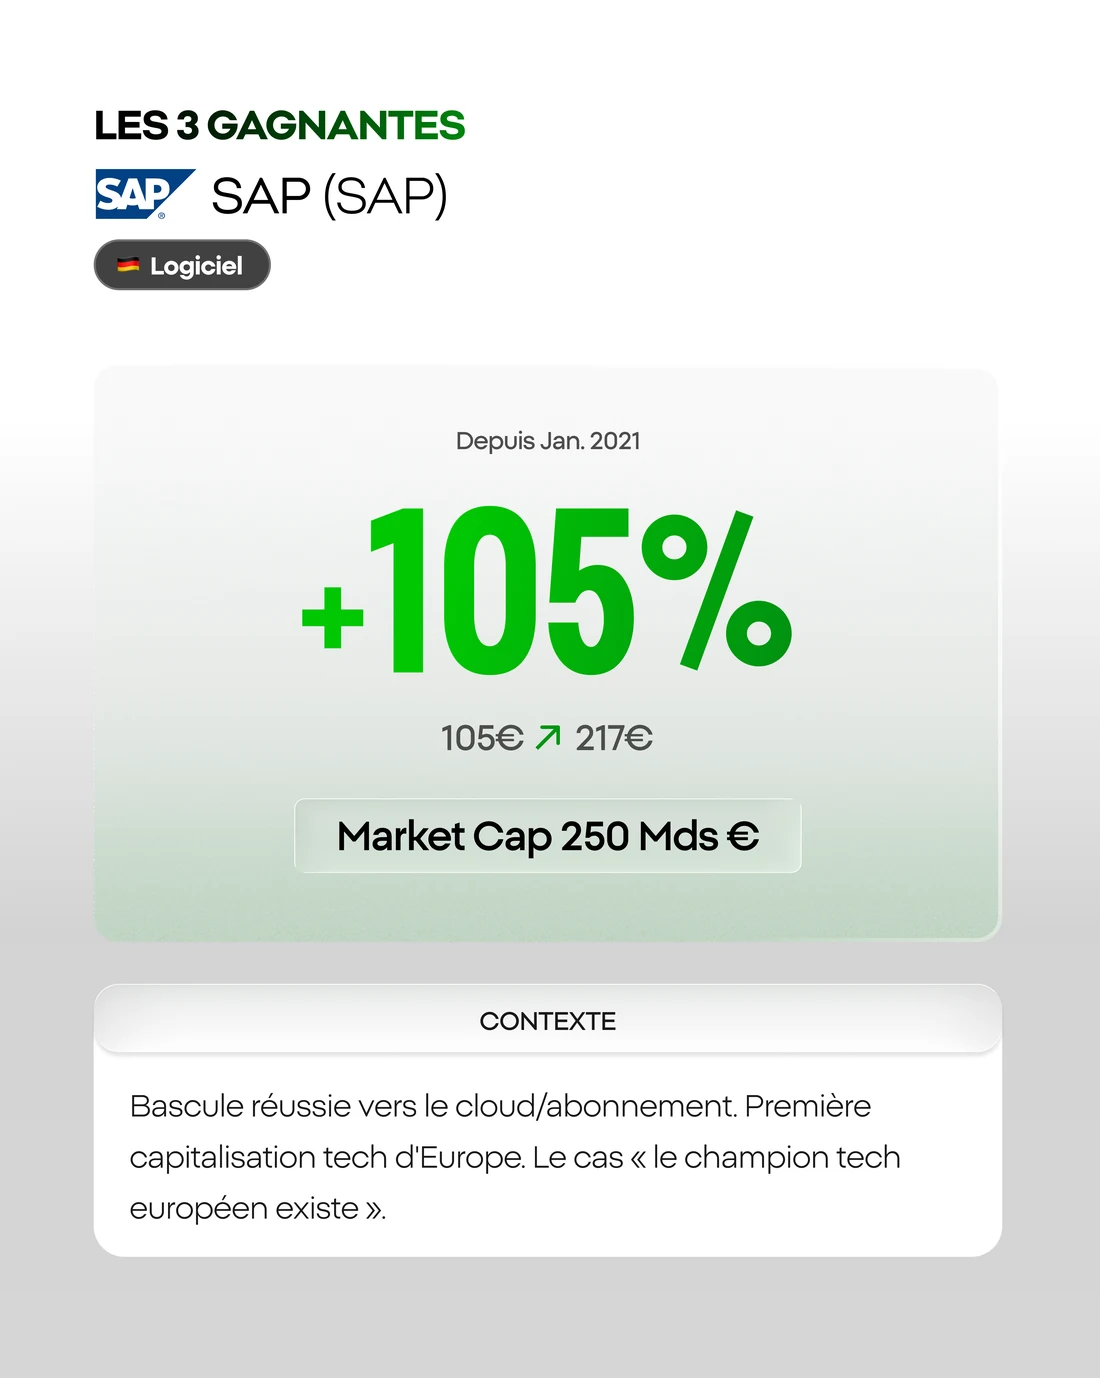 LES 3 GAGNANTES
SAP ® SAP (SAP)
Logiciel
Depuis Jan. 2021
+105%
105€ ↗ 217€
Market Cap 250 Mds €
CONTEXTE
Bascule réussie vers le cloud/abonnement. Première
capitalisation tech d'Europe. Le cas « le champion tech
européen existe ».